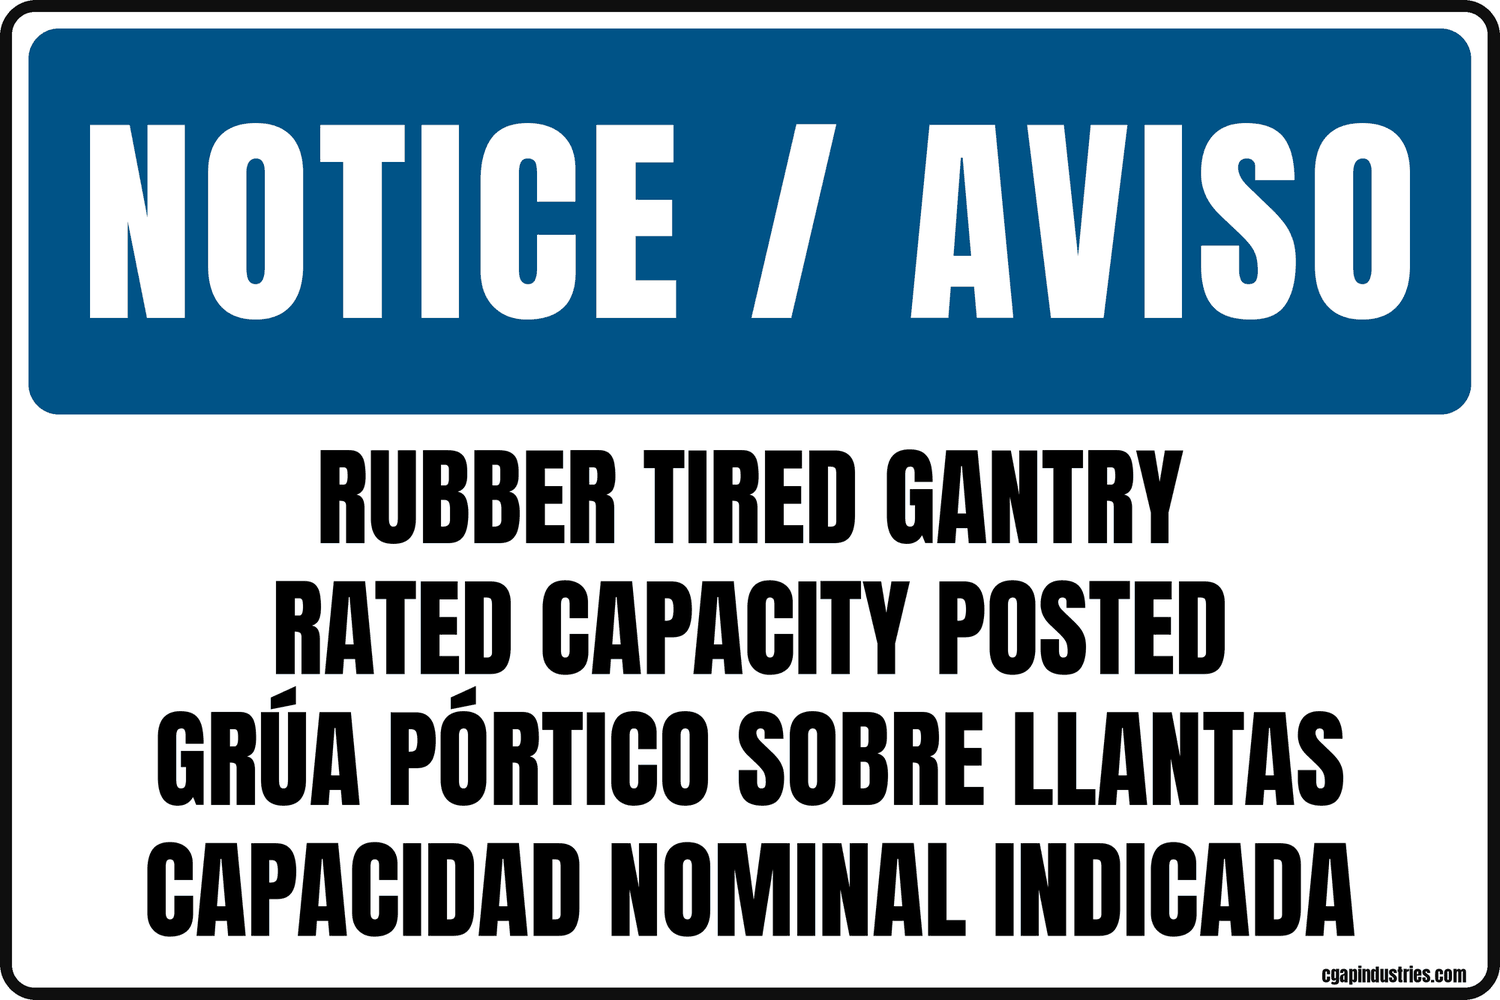 NOTICE / AVISO
RUBBER TIRED GANTRY
RATED CAPACITY POSTED
GRÚA PÓRTICO SOBRE LLANTAS
CAPACIDAD NOMINAL INDICADA
cgapindustries.com